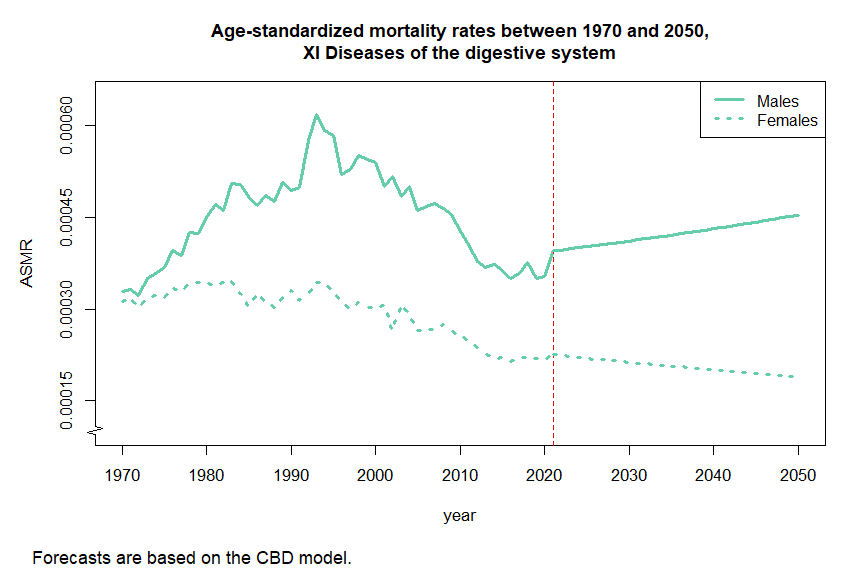 Age-standardized mortality rates between 1970 and 2050,
XI Diseases of the digestive system
Males
Females
ASMR
0.00060
0.00045
0.00030
0.00015
1970 1980 1990 2000 2010 2020 2030 2040 2050
year
Forecasts are based on the CBD model.